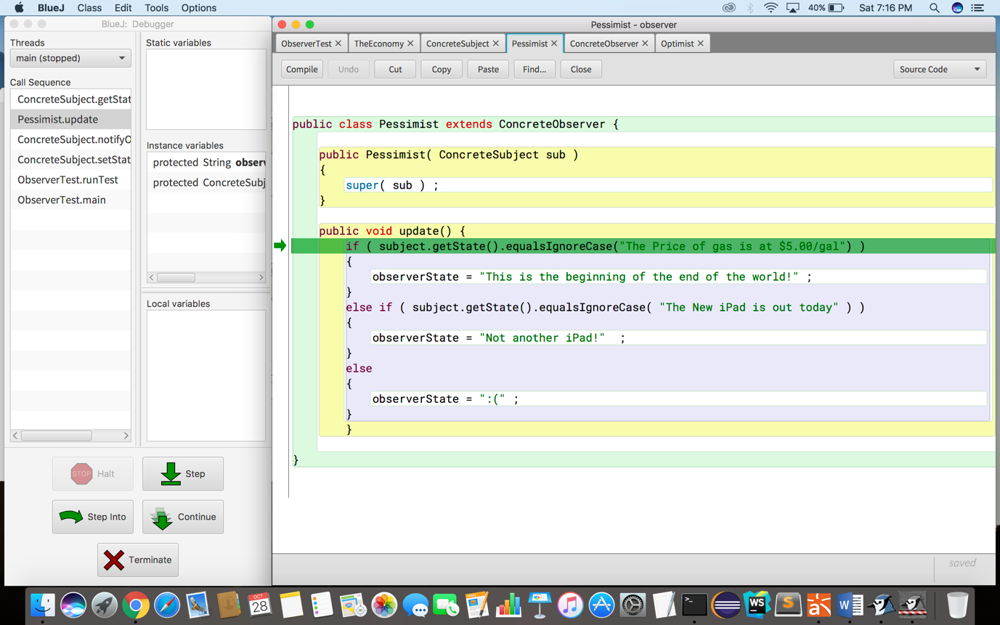 BlueJ Class Edit Tools Options 40% Sat 7:16 PM
BlueJ: Debugger
Threads
main (stopped)
Call Sequence
ConcreteSubject.getStat
Pessimist.update
ConcreteSubject.notifyO
ConcreteSubject.setStat
ObserverTest.runTest
ObserverTest.main
Static variables
Instance variables
protected String observ
protected ConcreteSubj
Local variables
STOP Halt
Step
Step Into
Continue
Terminate
Pessimist - observer
ObserverTest TheEconomy ConcreteSubject Pessimist ConcreteObserver Optimist
Compile Undo Cut Copy Paste Find... Close Source Code
public class Pessimist extends ConcreteObserver {
public Pessimist( ConcreteSubject sub )
{
super( sub ) ;
}
public void update() {
if ( subject.getState().equalsIgnoreCase("The Price of gas is at $5.00/gal") )
{
observerState = "This is the beginning of the end of the world!" ;
}
else if ( subject.getState().equalsIgnoreCase( "The New iPad is out today" ) )
{
observerState = "Not another iPad!"  ;
}
else
{
observerState = ":(" ;
}
}
}
saved
OCT
28
WS
S
W